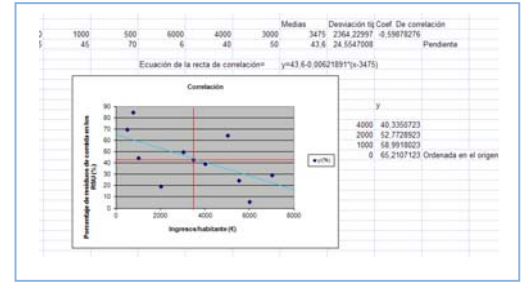 Medias Desviación típ Coef. De correlación
0 1000 500 6000 4000 3000 3475 2364,22997 -0,59878276
5 45 70 6 40 50 43,6 24,5547008 Pendiente
Ecuación de la recta de correlación= y=43,6-0,00621891*(x-3475)
Correlación
Porcentaje de residuos de comida en los
RSU (%)
90
80
70
60
50
40
30
20
10
0
0 2000 4000 6000 8000
Ingresos/habitante (€)
y(%)
y
4000 40,3350723
2000 52,7728923
1000 58,9918023
0 65,2107123 Ordenada en el origen